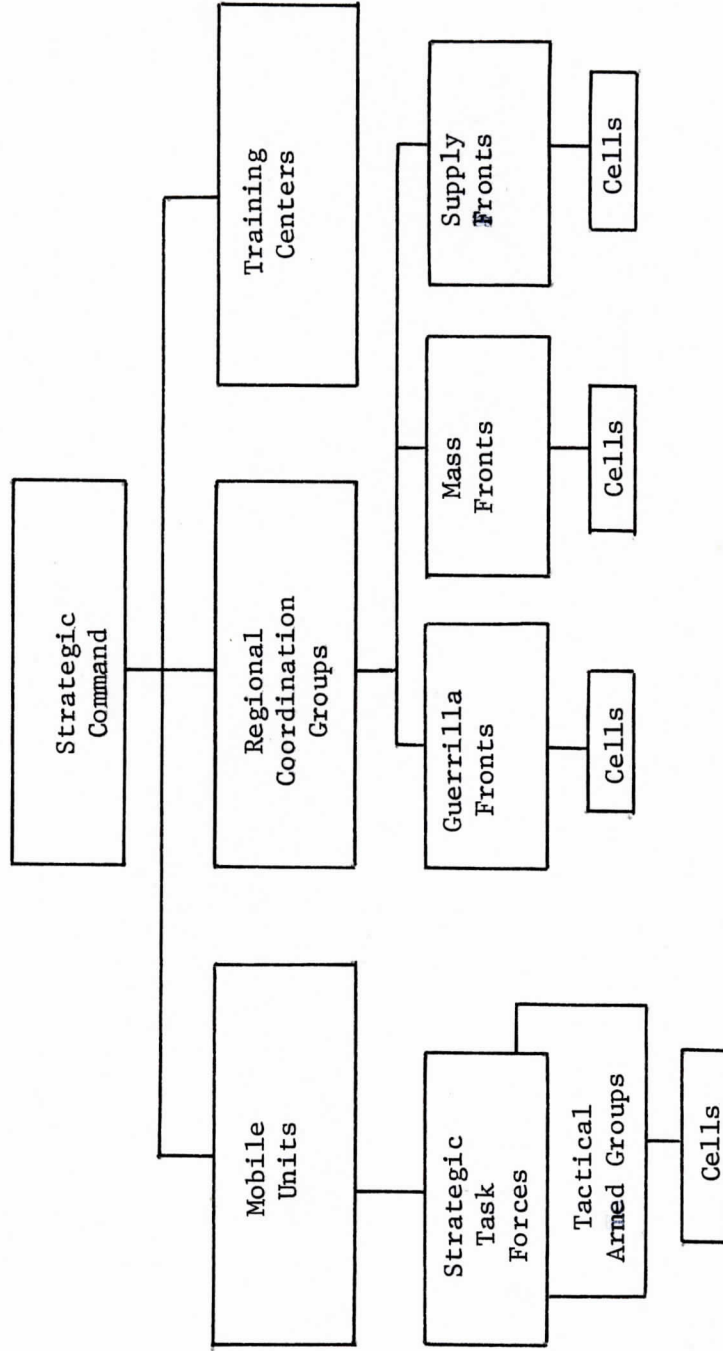 Strategic
Command
Mobile
Units
Regional
Coordination
Groups
Training
Centers
Strategic
Task
Forces
Tactical
Armed Groups
Cells
Guerrilla
Fronts
Cells
Mass
Fronts
Cells
Supply
Fronts
Cells